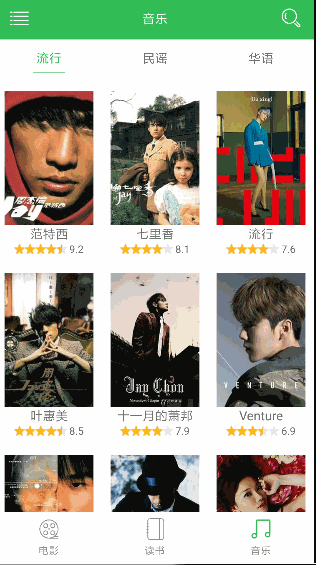 音乐
流行
民谣
华语
范特西
9.2
七里香
8.1
流行
7.6
VENTURE
叶惠美
8.5
十一月的萧邦
7.9
Venture
6.9
电影
读书
音乐